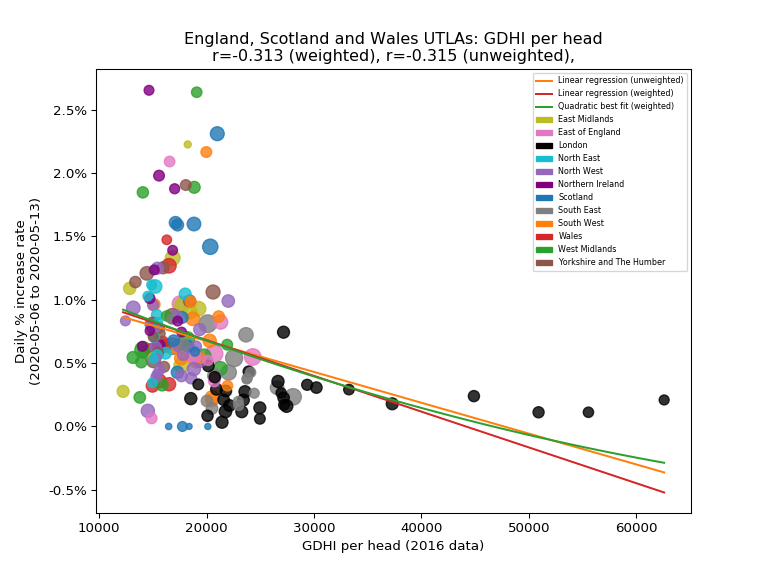 England, Scotland and Wales UTLAs: GDHI per head
r=-0.313 (weighted), r=-0.315 (unweighted),
Daily % increase rate
(2020-05-06 to 2020-05-13)
2.5%
2.0%
1.5%
1.0%
0.5%
0.0%
-0.5%
Linear regression (unweighted)
Linear regression (weighted)
Quadratic best fit (weighted)
East Midlands
East of England
London
North East
North West
Northern Ireland
Scotland
South East
South West
Wales
West Midlands
Yorkshire and The Humber
10000 20000 30000 40000 50000 60000
GDHI per head (2016 data)